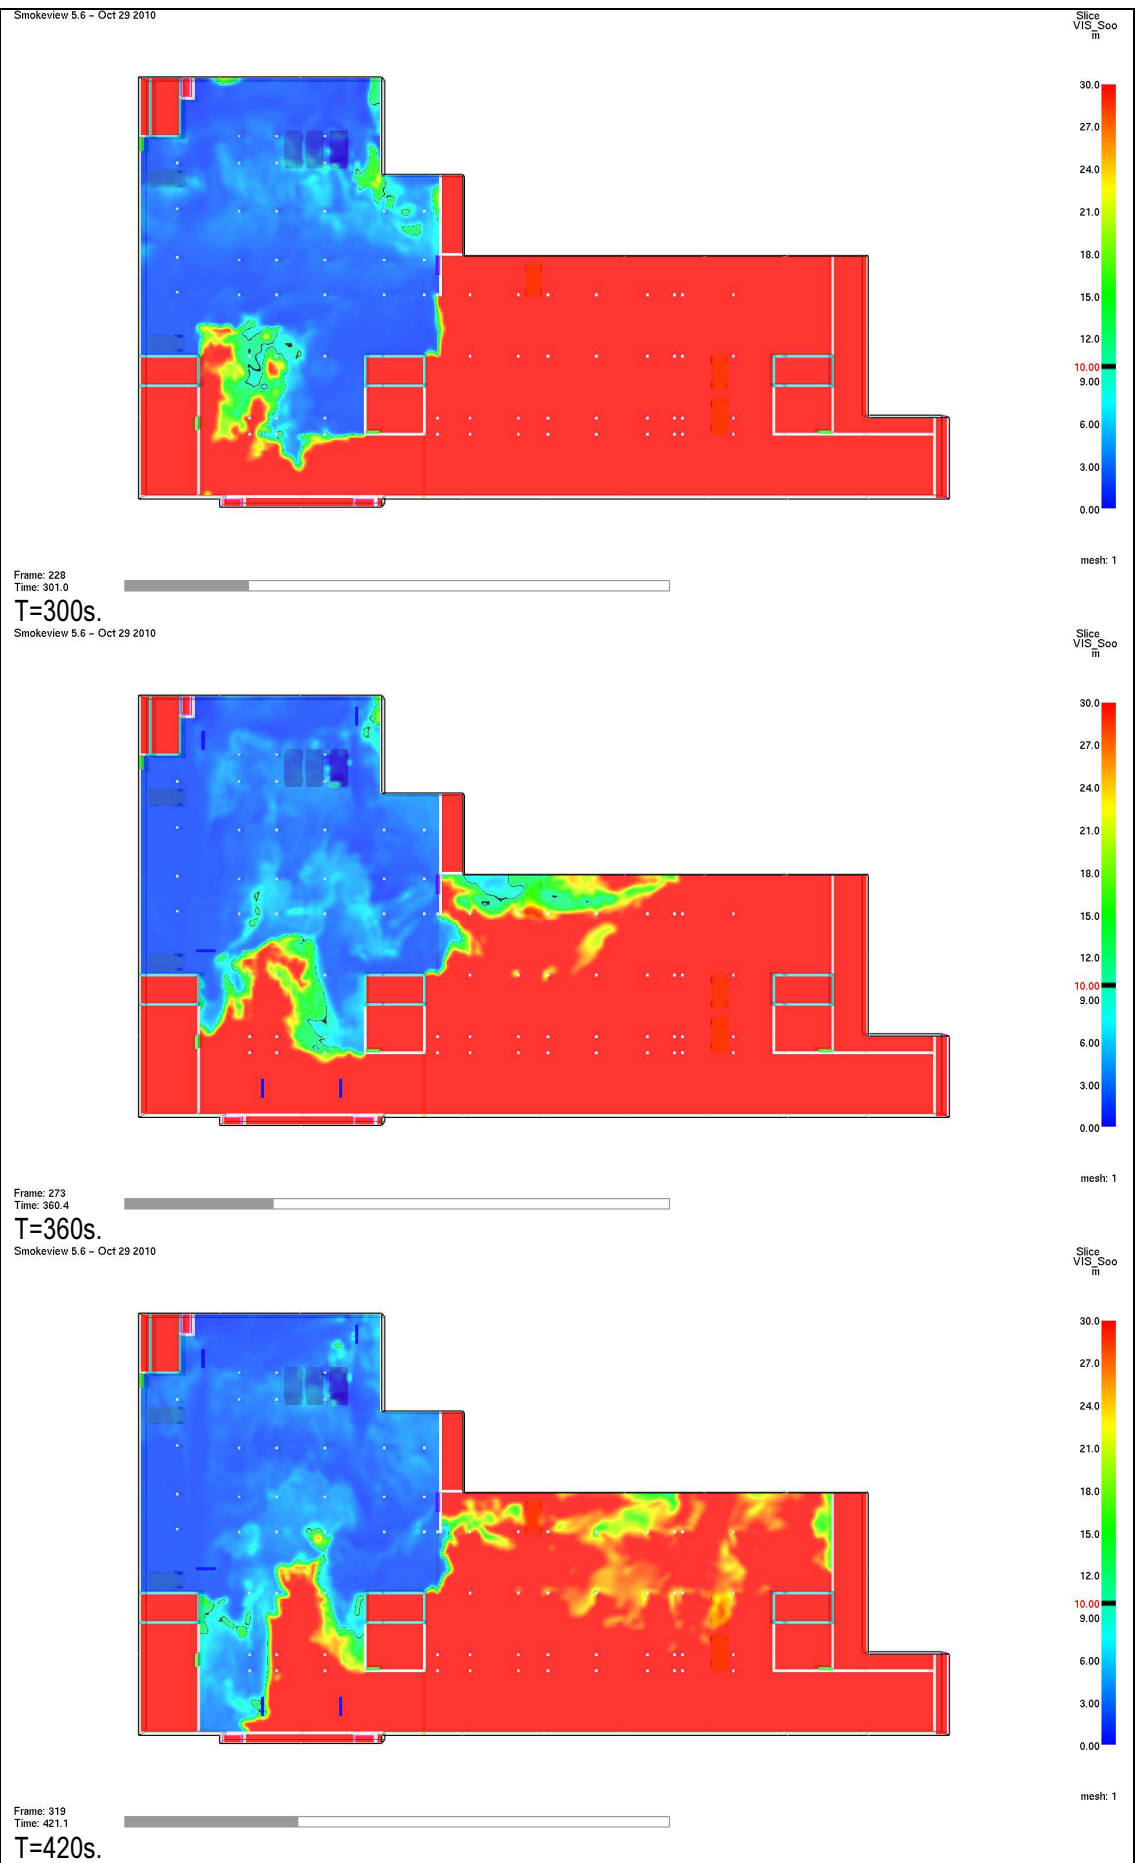 Smokeview 5.6 – Oct 29 2010
Slice
VIS_Soo
m
30.0
27.0
24.0
21.0
18.0
15.0
12.0
10.00
9.00
6.00
3.00
0.00
mesh: 1
Frame: 228
Time: 301.0
T=300s.
Smokeview 5.6 – Oct 29 2010
Slice
VIS_Soo
m
30.0
27.0
24.0
21.0
18.0
15.0
12.0
10.00
9.00
6.00
3.00
0.00
mesh: 1
Frame: 273
Time: 360.4
T=360s.
Smokeview 5.6 – Oct 29 2010
Slice
VIS_Soo
m
30.0
27.0
24.0
21.0
18.0
15.0
12.0
10.00
9.00
6.00
3.00
0.00
mesh: 1
Frame: 319
Time: 421.1
T=420s.